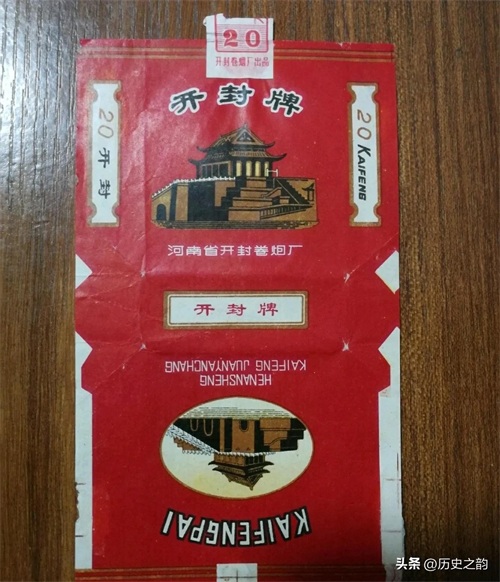 20
开封卷烟厂出品
开封牌
20 开封
20 KAIFENG
河南省开封卷炟厂
开封牌
HENANSHENG
KAIFENG JUANYANCHANG
KAIFENGPAI
头条 @历史之韵